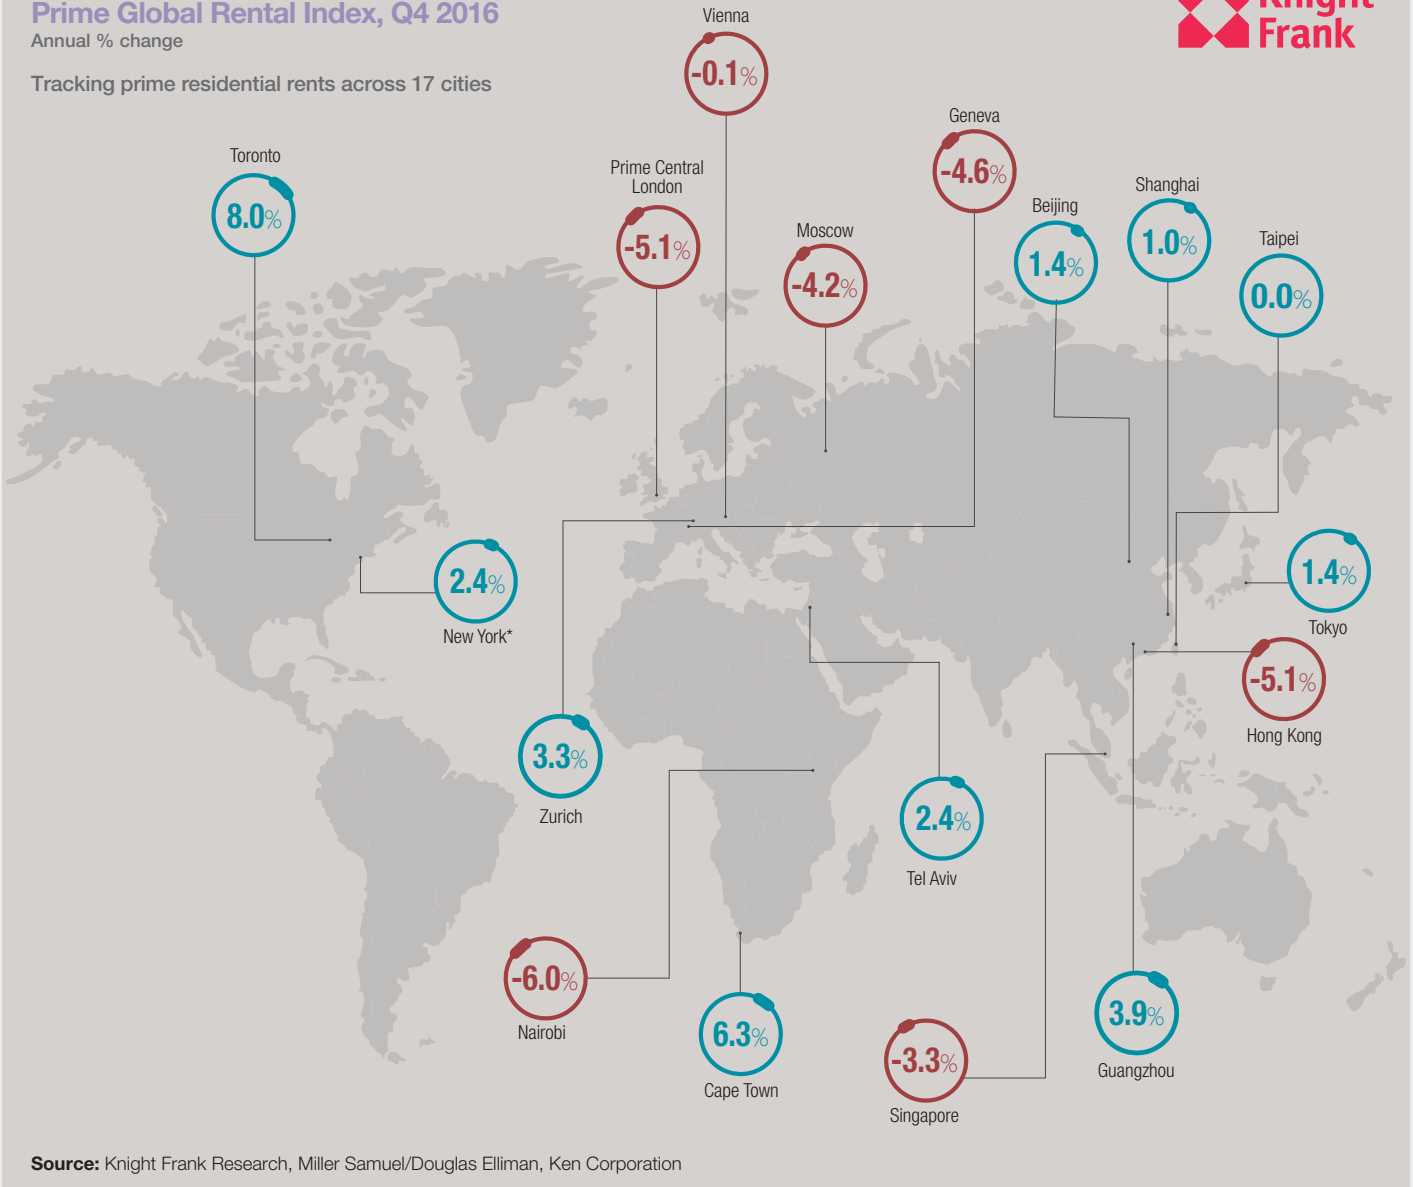 Prime Global Rental Index, Q4 2016
Annual % change
Tracking prime residential rents across 17 cities
Knight
Frank
Vienna
-0.1%
Geneva
-4.6%
Toronto
8.0%
Prime Central
London
-5.1%
Moscow
-4.2%
Beijing
1.4%
Shanghai
1.0%
Taipei
0.0%
2.4%
New York*
1.4%
Tokyo
-5.1%
Hong Kong
3.3%
Zurich
2.4%
Tel Aviv
-6.0%
Nairobi
6.3%
Cape Town
-3.3%
Singapore
3.9%
Guangzhou
Source: Knight Frank Research, Miller Samuel/Douglas Elliman, Ken Corporation